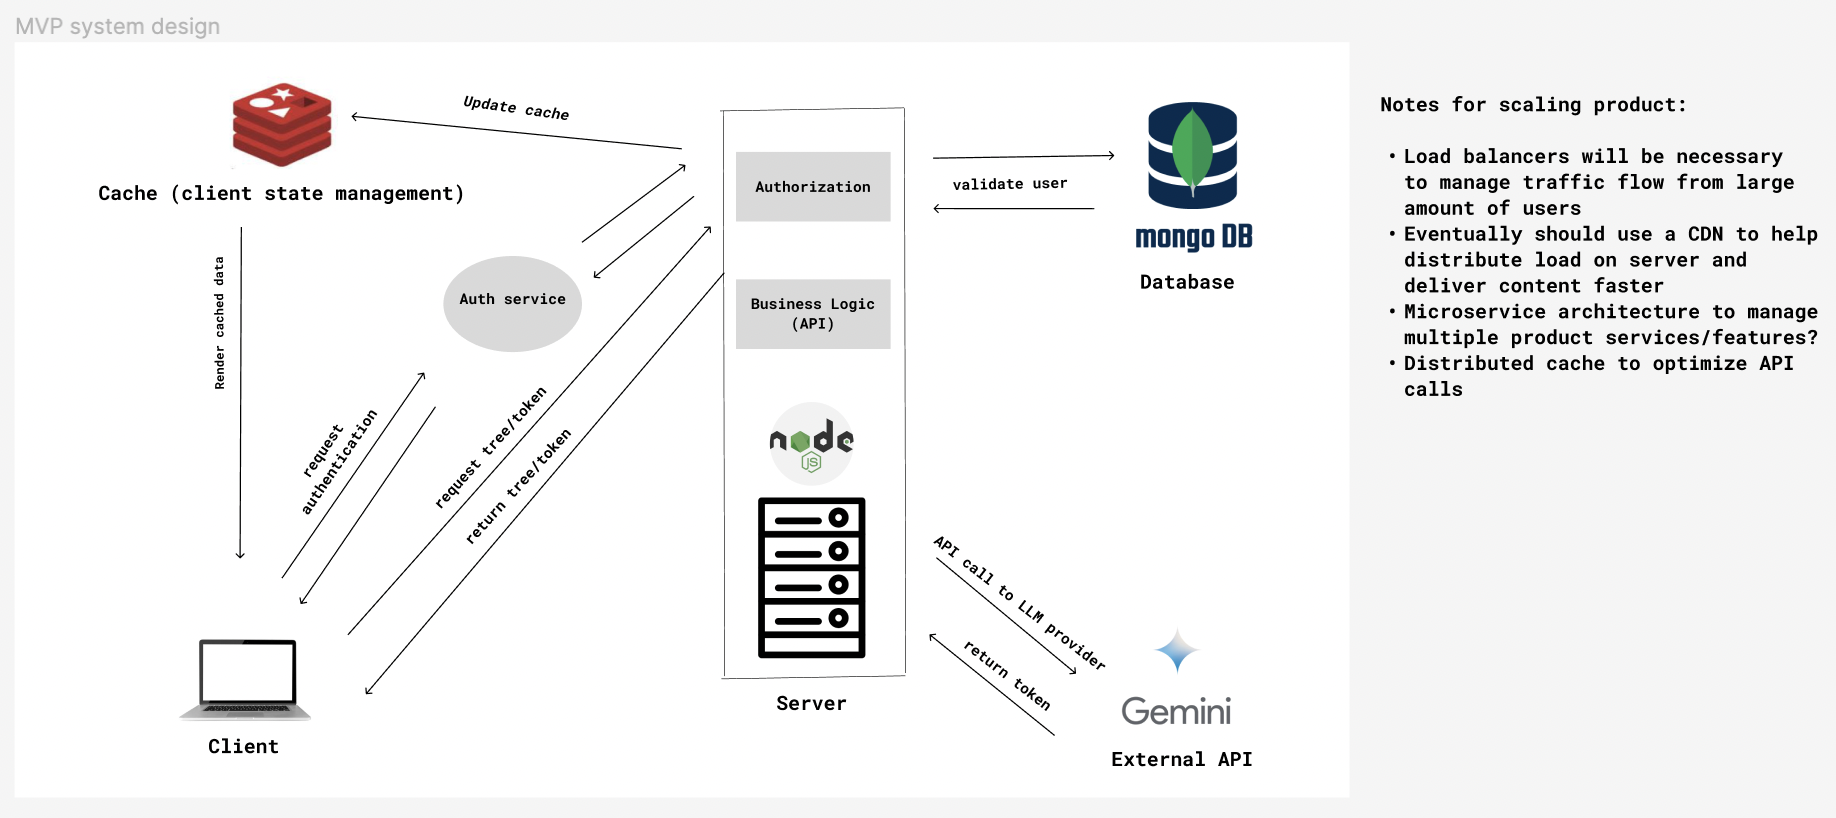 MVP system design
Update cache
Cache (client state management)
Render cached data
Auth service
request
authentication
request tree/token
return tree/token
Client
Authorization
Business Logic
(API)
node
JS
Server
validate user
mongo DB
Database
API call to LLM provider
return token
Gemini
External API
Notes for scaling product:
• Load balancers will be necessary
to manage traffic flow from large
amount of users
• Eventually should use a CDN to help
distribute load on server and
deliver content faster
• Microservice architecture to manage
multiple product services/features?
• Distributed cache to optimize API
calls